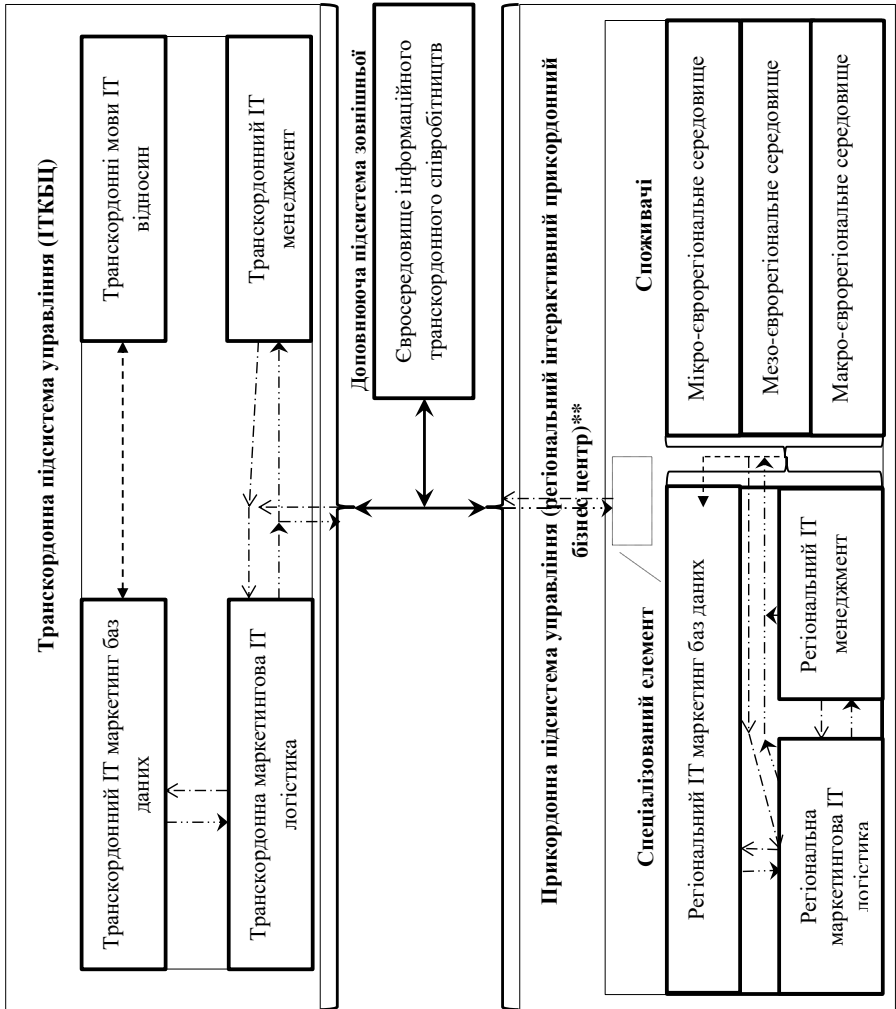 Транскордонна підсистема управління (ІТКБЦ)
Транскордонний ІТ маркетинг баз
даних
Транскордонні мови ІТ
відносин
Транскордонна маркетингова ІТ
логістика
Транскордонний ІТ
менеджмент
Доповнююча підсистема зовнішньої
Євросередовище інформаційного
транскордонного співробітництв
Прикордонна підсистема управління (регіональний інтерактивний прикордонний
бізнес центр)**
Спеціалізований елемент
Споживачі
Регіональний ІТ маркетинг баз даних
Регіональна
маркетингова ІТ
логістика
Регіональний ІТ
менеджмент
Мікро-єврорегіональне середовище
Мезо-єврорегіональне середовище
Макро-єврорегіональне середовище